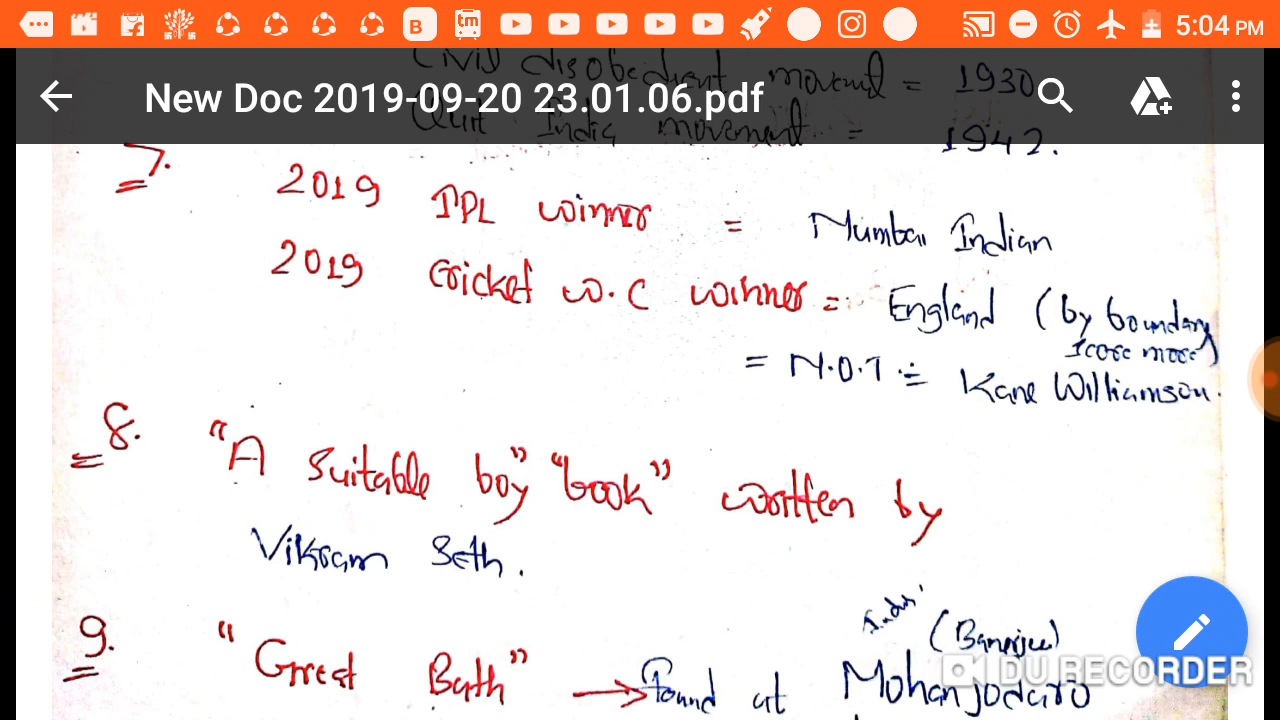 5:04 PM
Civil disobedient movement = 1930
New Doc 2019-09-20 23.01.06.pdf
Quit India movement = 1942.
7. 2019 IPL winner = Mumbai Indian
2019 Cricket W.C winner = England (by boundary
score more)
= M.O.T = Kane Williamson.
8. "A suitable boy" "book" written by
Vikram Seth.
Indus
9. "Great Bath" → found at Mohanjodaro
(Banerjee)
DU RECORDER